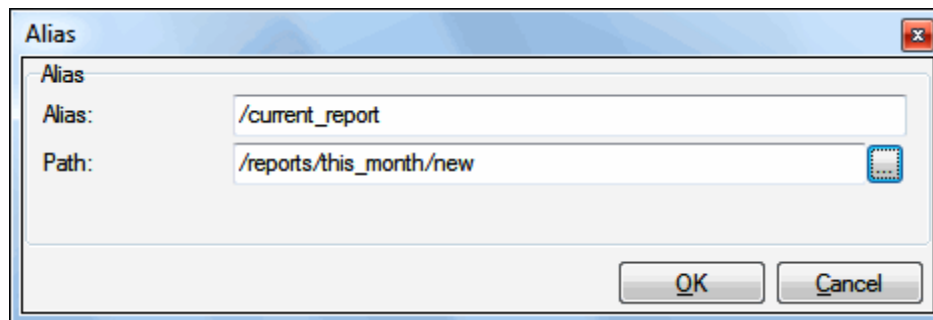 Alias
Alias
Alias: /current_report
Path: /reports/this_month/new ...
OK Cancel